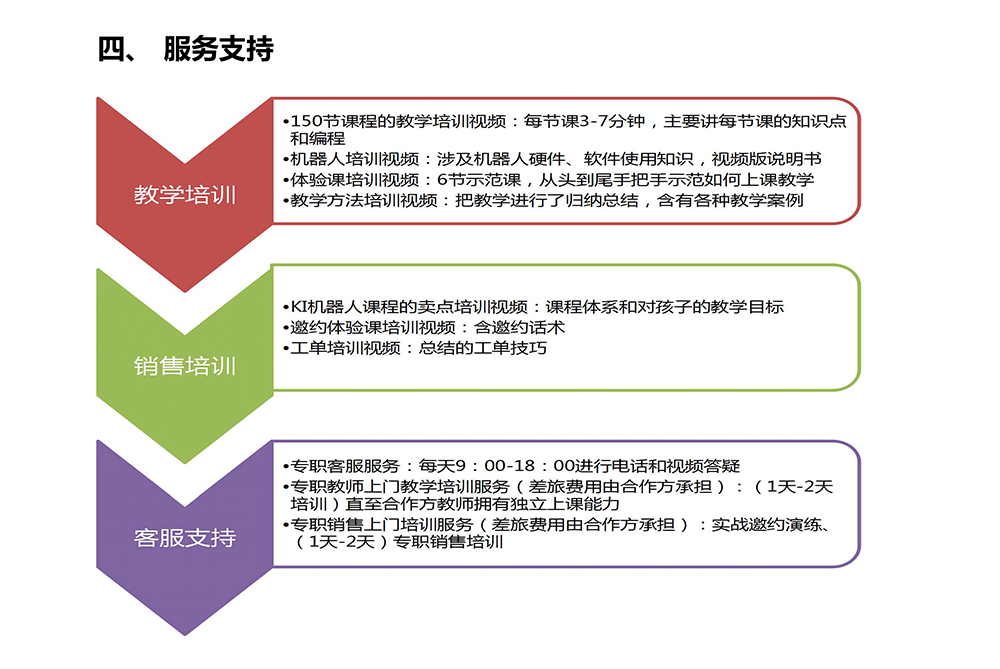 四、 服务支持
教学培训
•150节课程的教学培训视频：每节课3-7分钟，主要讲每节课的知识点
和编程
•机器人培训视频：涉及机器人硬件、软件使用知识，视频版说明书
•体验课培训视频：6节示范课，从头到尾手把手示范如何上课教学
•教学方法培训视频：把教学进行了归纳总结，含有各种教学案例
销售培训
•KI机器人课程的卖点培训视频：课程体系和对孩子的教学目标
•邀约体验课培训视频：含邀约话术
•工单培训视频：总结的工单技巧
客服支持
•专职客服服务：每天9：00-18：00进行电话和视频答疑
•专职教师上门教学培训服务（差旅费用由合作方承担）：（1天-2天
培训）直至合作方教师拥有独立上课能力
•专职销售上门培训服务（差旅费用由合作方承担）：实战邀约演练、
（1天-2天）专职销售培训